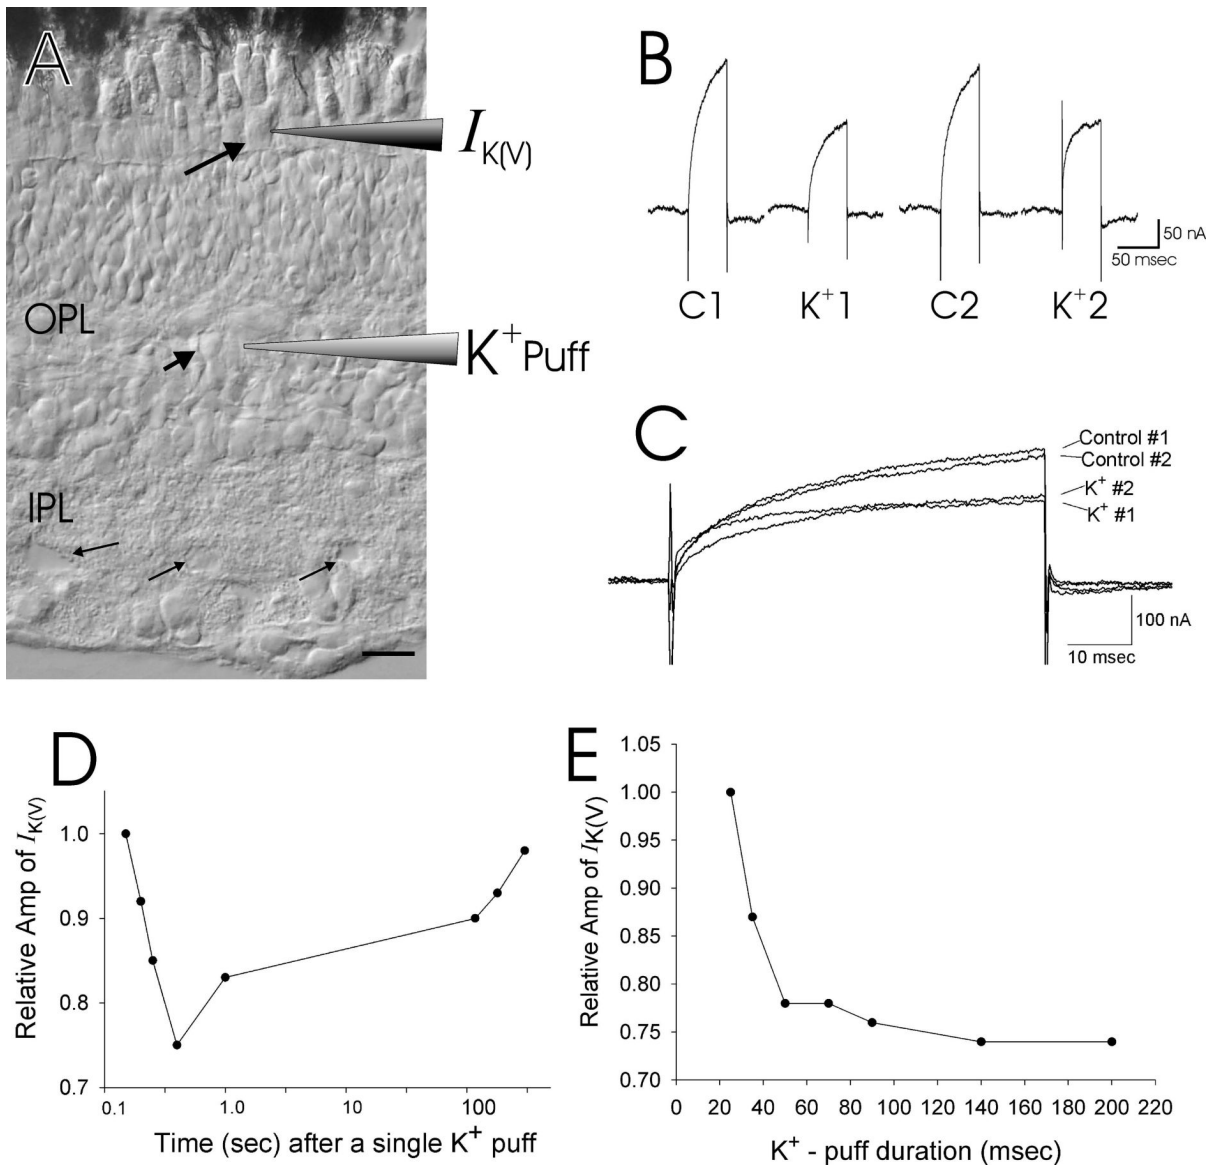 A
I K(V)
OPL
K+ Puff
IPL
B
50 nA
50 msec
C1 K+1 C2 K+2
C
Control #1
Control #2
K+ #2
K+ #1
100 nA
10 msec
D
Relative Amp of IK(V)
1.0
0.9
0.8
0.7
0.1 1.0 10 100
Time (sec) after a single K+ puff
E
Relative Amp of IK(V)
1.05
1.00
0.95
0.90
0.85
0.80
0.75
0.70
0 20 40 60 80 100 120 140 160 180 200 220
K+ - puff duration (msec)